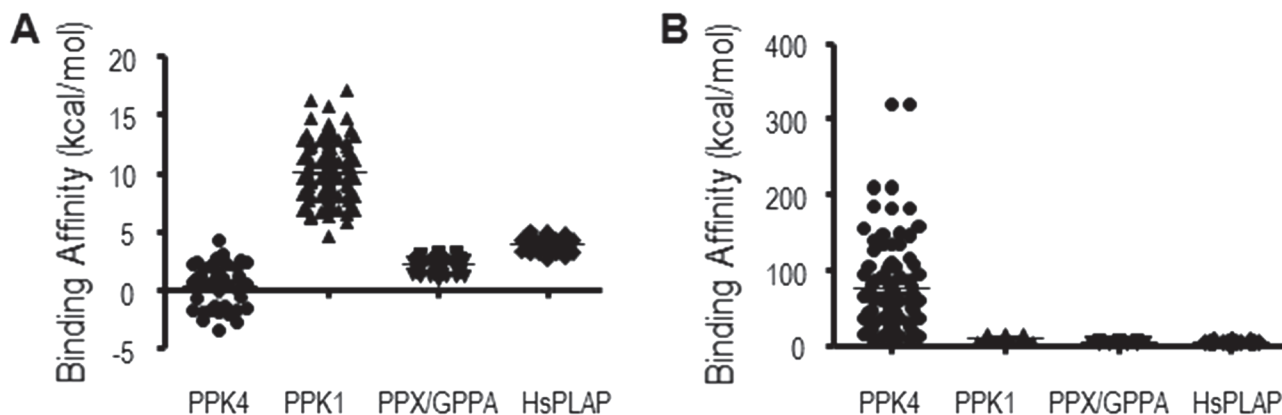 A
Binding Affinity (kcal/mol)
20
15
10
5
0
-5
PPK4 PPK1 PPX/GPPA HsPLAP
B
Binding Affinity (kcal/mol)
400
300
200
100
0
PPK4 PPK1 PPX/GPPA HsPLAP